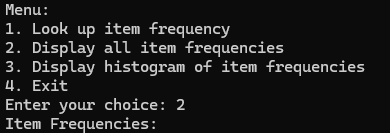 Menu:
1. Look up item frequency
2. Display all item frequencies
3. Display histogram of item frequencies
4. Exit
Enter your choice: 2
Item Frequencies: